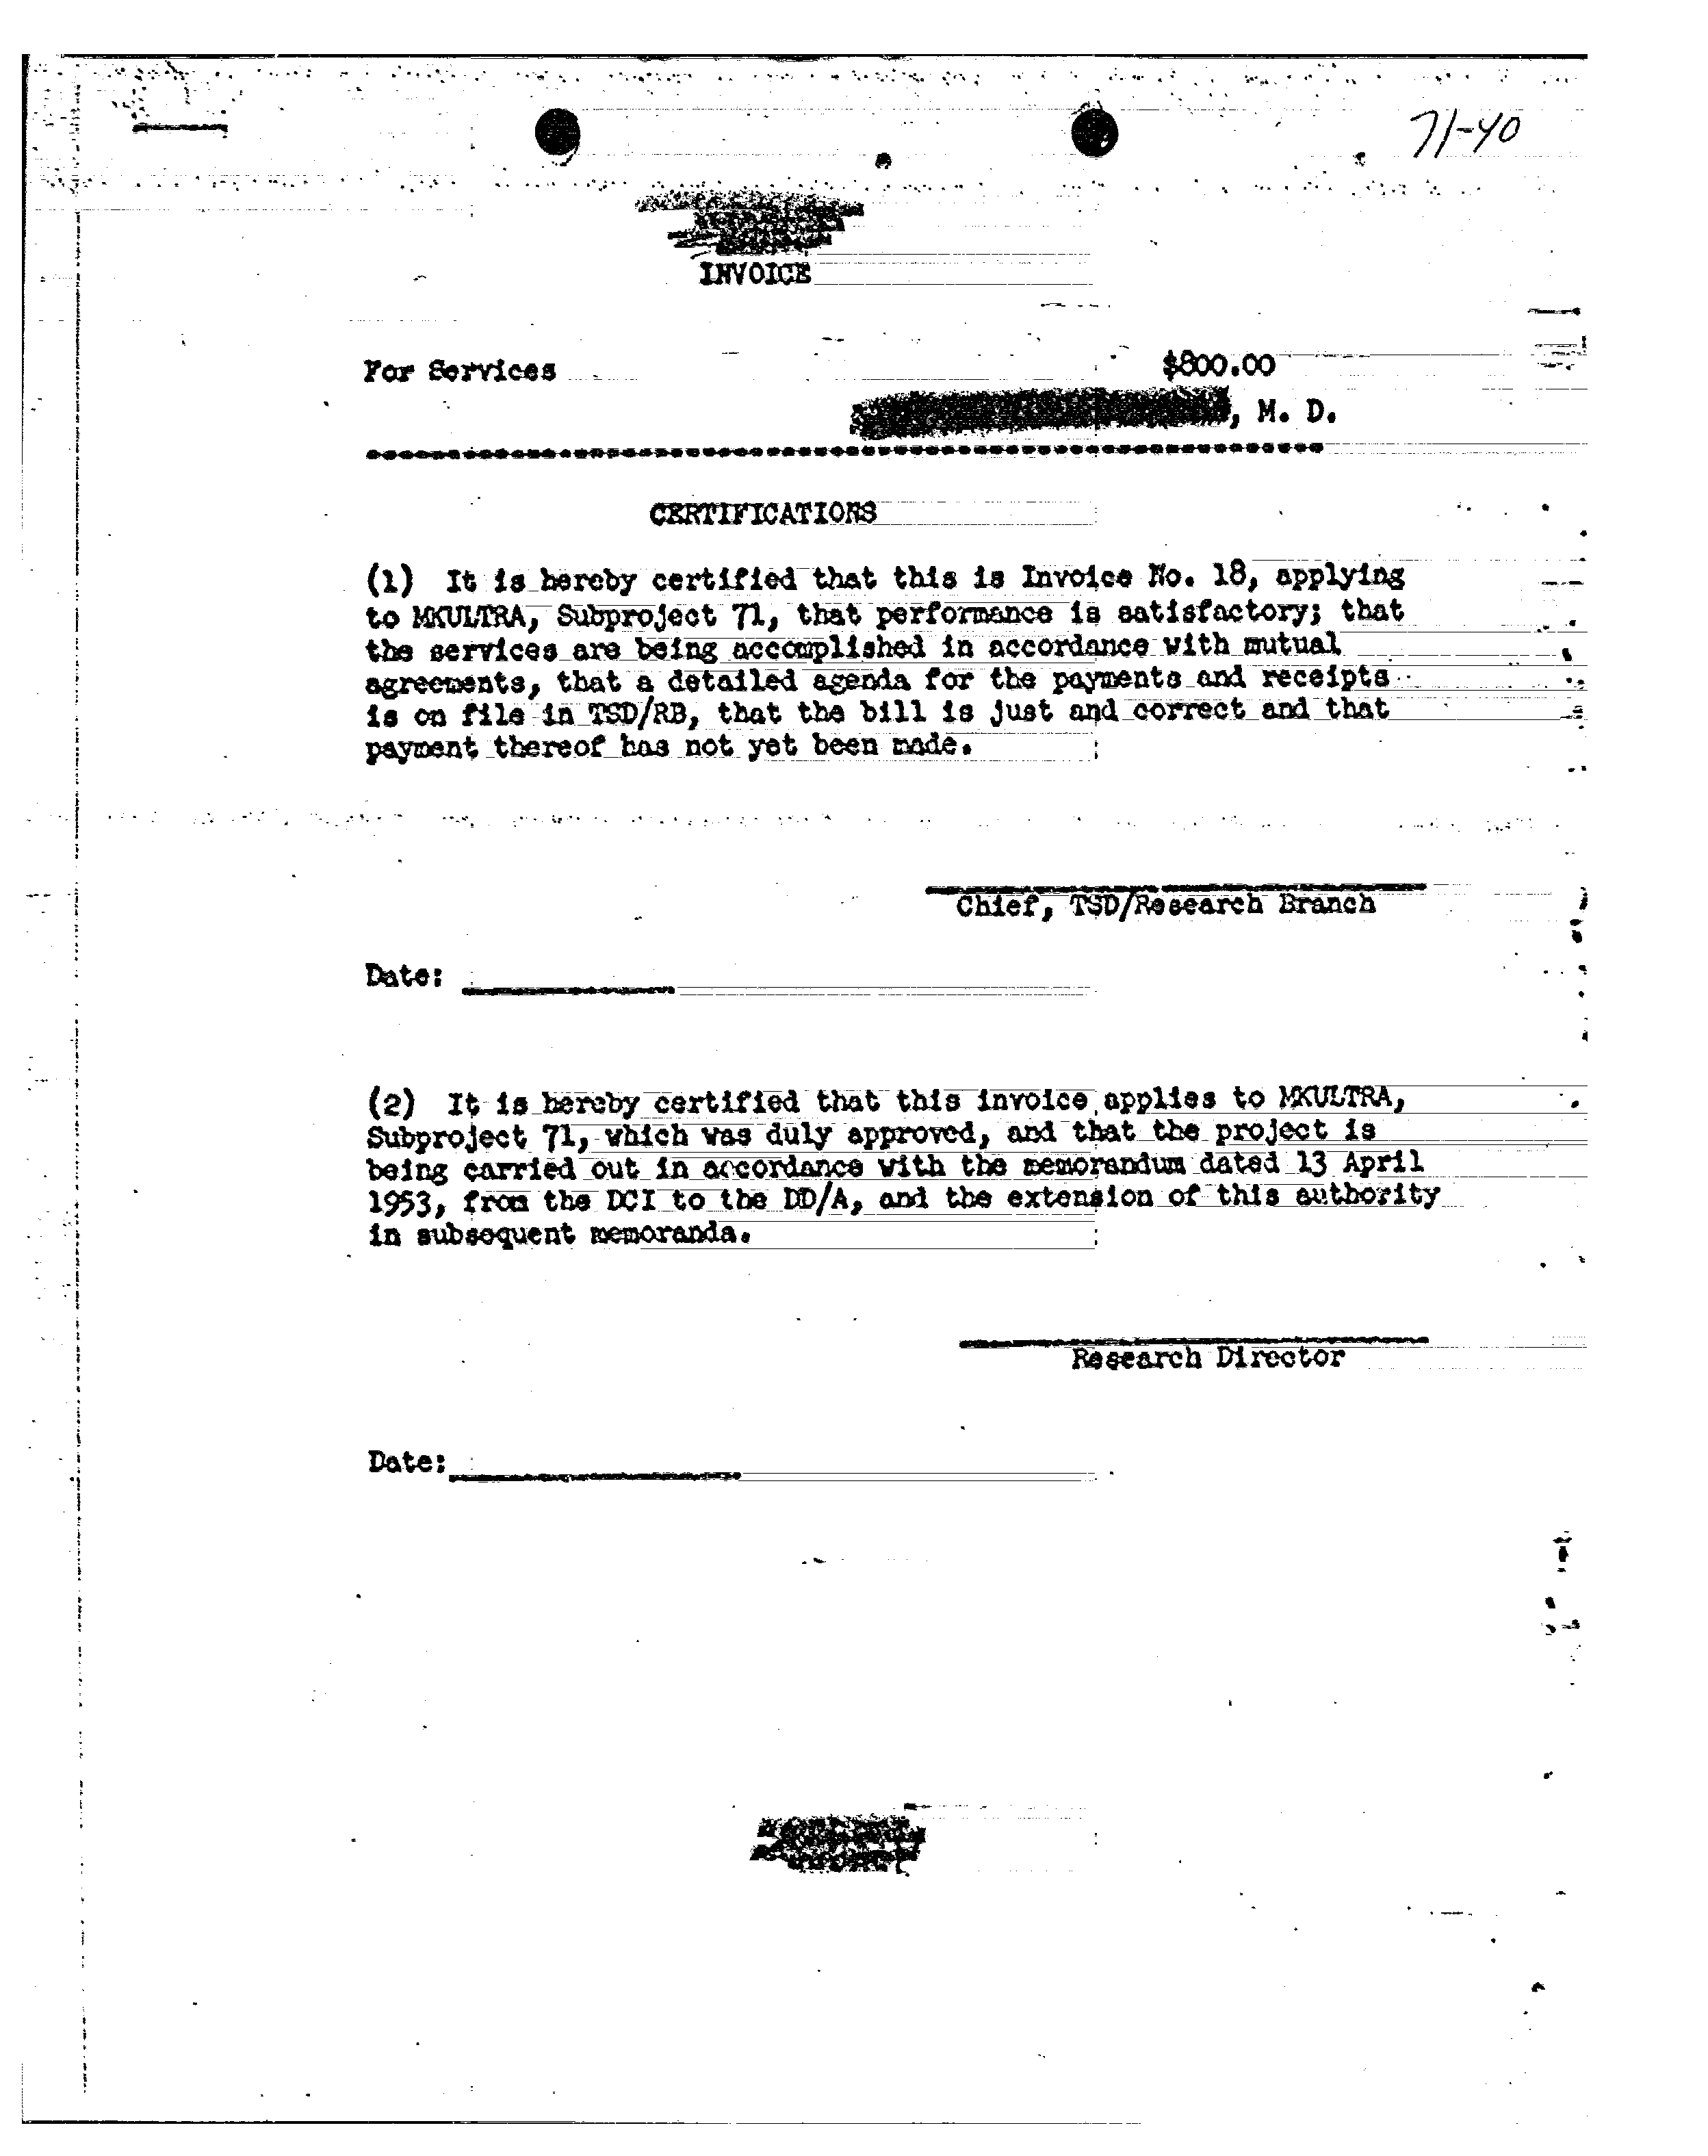 71-40
INVOICE
For Services $800.00
, M. D.
CERTIFICATIONS
(1) It is hereby certified that this is Invoice No. 18, applying
to MKULTRA, Subproject 71, that performance is satisfactory; that
the services are being accomplished in accordance with mutual
agreements, that a detailed agenda for the payments and receipts
is on file in TSD/RB, that the bill is just and correct and that
payment thereof has not yet been made.
Chief, TSD/Research Branch
Date:
(2) It is hereby certified that this invoice applies to MKULTRA,
Subproject 71, which was duly approved, and that the project is
being carried out in accordance with the memorandum dated 13 April
1953, from the DCI to the DD/A, and the extension of this authority
in subsequent memoranda.
Research Director
Date: